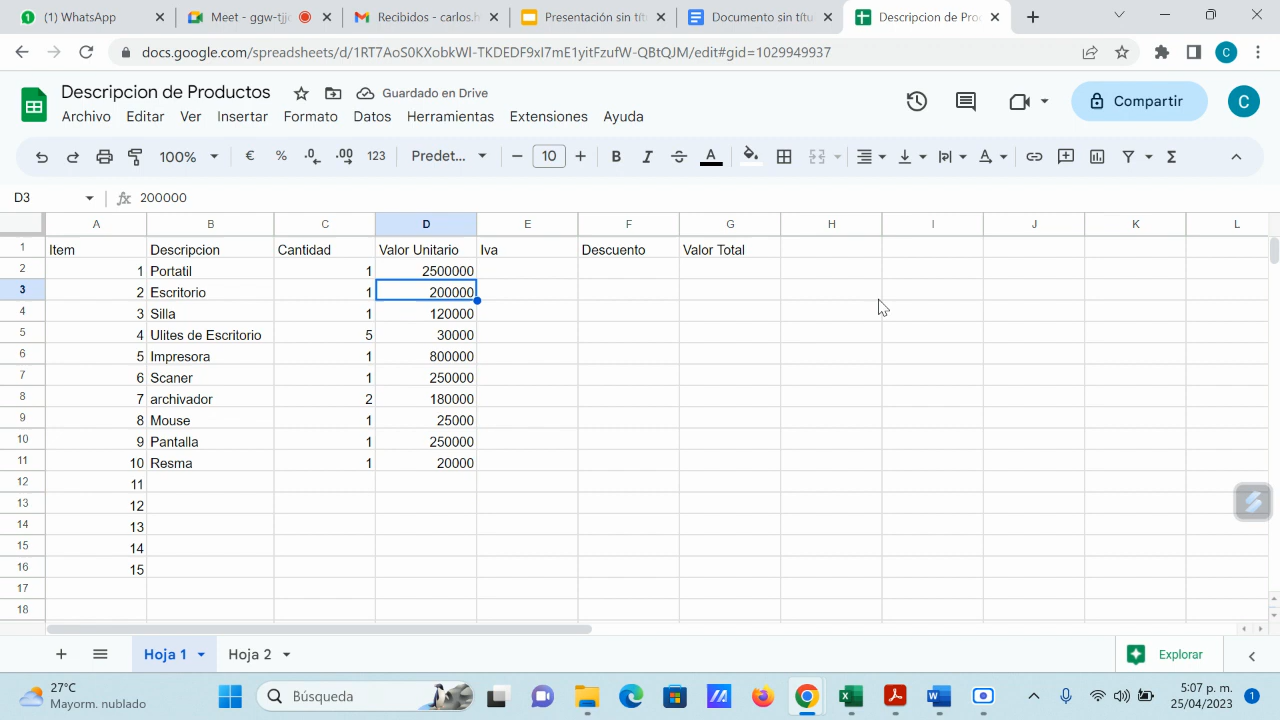 (1) WhatsApp
Meet - ggw-tjj
Recibidos - carlos.h
Presentación sin tít
Documento sin títu
Descripcion de Pro
docs.google.com/spreadsheets/d/1RT7AoS0KXobkWI-TKDEDF9xI7mE1yitFzufW-QBtQJM/edit#gid=1029949937
C
Descripcion de Productos
Guardado en Drive
Archivo Editar Ver Insertar Formato Datos Herramientas Extensiones Ayuda
Compartir
C
100% € % .0 .00 123 Predet... 10 B I A Σ
D3 fx 200000
A B C D E F G H I J K L
1 Item Descripcion Cantidad Valor Unitario Iva Descuento Valor Total
2 1 Portatil 1 2500000
3 2 Escritorio 1 200000
4 3 Silla 1 120000
5 4 Ulites de Escritorio 5 30000
6 5 Impresora 1 800000
7 6 Scaner 1 250000
8 7 archivador 2 180000
9 8 Mouse 1 25000
10 9 Pantalla 1 250000
11 10 Resma 1 20000
12 11
13 12
14 13
15 14
16 15
17
18
Hoja 1 Hoja 2
Explorar
27°C
Mayorm. nublado
Búsqueda
5:07 p. m.
25/04/2023
1